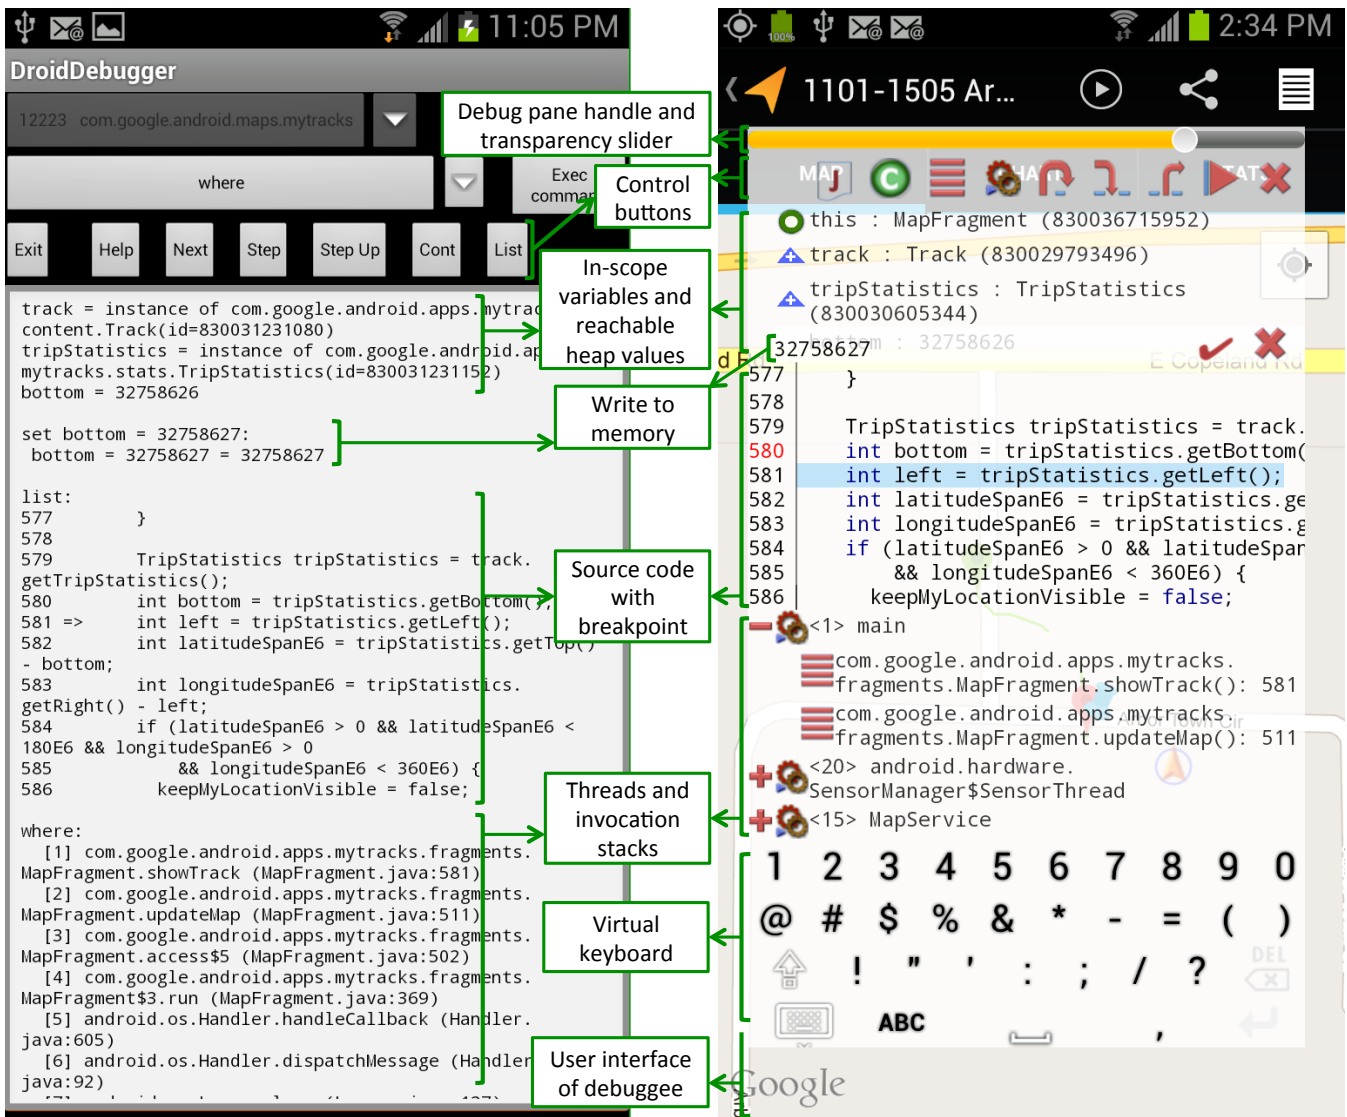 11:05 PM
DroidDebugger
12223 com.google.android.maps.mytracks
where
Exec
comman
Exit
Help
Next
Step
Step Up
Cont
List
track = instance of com.google.android.apps.mytrac
content.Track(id=830031231080)
tripStatistics = instance of com.google.android.ap
mytracks.stats.TripStatistics(id=830031231152)
bottom = 32758626
set bottom = 32758627:
bottom = 32758627 = 32758627
list:
577 }
578
579 TripStatistics tripStatistics = track.
getTripStatistics();
580 int bottom = tripStatistics.getBottom();
581 => int left = tripStatistics.getLeft();
582 int latitudeSpanE6 = tripStatistics.getTop()
- bottom;
583 int longitudeSpanE6 = tripStatistics.
getRight() - left;
584 if (latitudeSpanE6 > 0 && latitudeSpanE6 <
180E6 && longitudeSpanE6 > 0
585 && longitudeSpanE6 < 360E6) {
586 keepMyLocationVisible = false;
where:
[1] com.google.android.apps.mytracks.fragments.
MapFragment.showTrack (MapFragment.java:581)
[2] com.google.android.apps.mytracks.fragments.
MapFragment.updateMap (MapFragment.java:511)
[3] com.google.android.apps.mytracks.fragments.
MapFragment.access$5 (MapFragment.java:502)
[4] com.google.android.apps.mytracks.fragments.
MapFragment$3.run (MapFragment.java:369)
[5] android.os.Handler.handleCallback (Handler.
java:605)
[6] android.os.Handler.dispatchMessage (Handler
java:92)
Debug pane handle and
transparency slider
Control
buttons
In-scope
variables and
reachable
heap values
Write to
memory
Source code
with
breakpoint
Threads and
invocation
stacks
Virtual
keyboard
User interface
of debuggee
100%
2:34 PM
1101-1505 Ar...
MAP
J
C
this : MapFragment (830036715952)
track : Track (830029793496)
tripStatistics : TripStatistics
(830030605344)
bottom : 32758626
32758627
E Copeland Rd
577 }
578
579 TripStatistics tripStatistics = track.
580 int bottom = tripStatistics.getBottom(
581 int left = tripStatistics.getLeft();
582 int latitudeSpanE6 = tripStatistics.ge
583 int longitudeSpanE6 = tripStatistics.g
584 if (latitudeSpanE6 > 0 && latitudeSpan
585 && longitudeSpanE6 < 360E6) {
586 keepMyLocationVisible = false;
<1> main
com.google.android.apps.mytracks.
fragments.MapFragment.showTrack(): 581
com.google.android.apps.mytracks.
fragments.MapFragment.updateMap(): 511
<20> android.hardware.
SensorManager$SensorThread
<15> MapService
1 2 3 4 5 6 7 8 9 0
@ # $ % & * - = ( )
! " ' : ; / ? DEL
ABC ,
Google